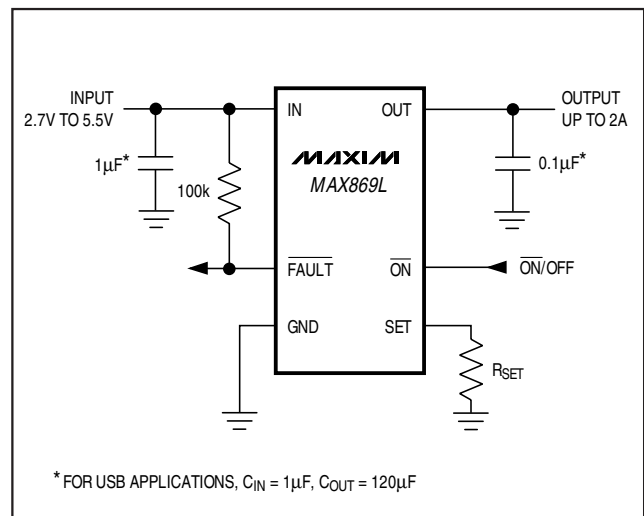 INPUT
2.7V TO 5.5V
IN
OUT
OUTPUT
UP TO 2A
MAXIM
MAX869L
1µF*
100k
0.1µF*
FAULT
ON
ON/OFF
GND
SET
RSET
* FOR USB APPLICATIONS, CIN = 1µF, COUT = 120µF